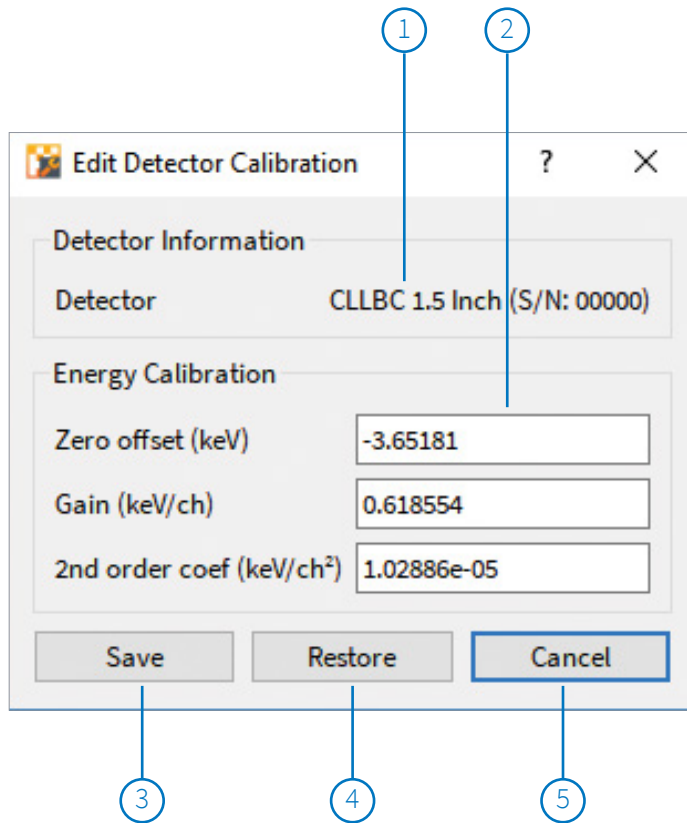 1 2
Edit Detector Calibration ? X
Detector Information
Detector CLLBC 1.5 Inch (S/N: 00000)
Energy Calibration
Zero offset (keV) -3.65181
Gain (keV/ch) 0.618554
2nd order coef (keV/ch²) 1.02886e-05
Save Restore Cancel
3 4 5